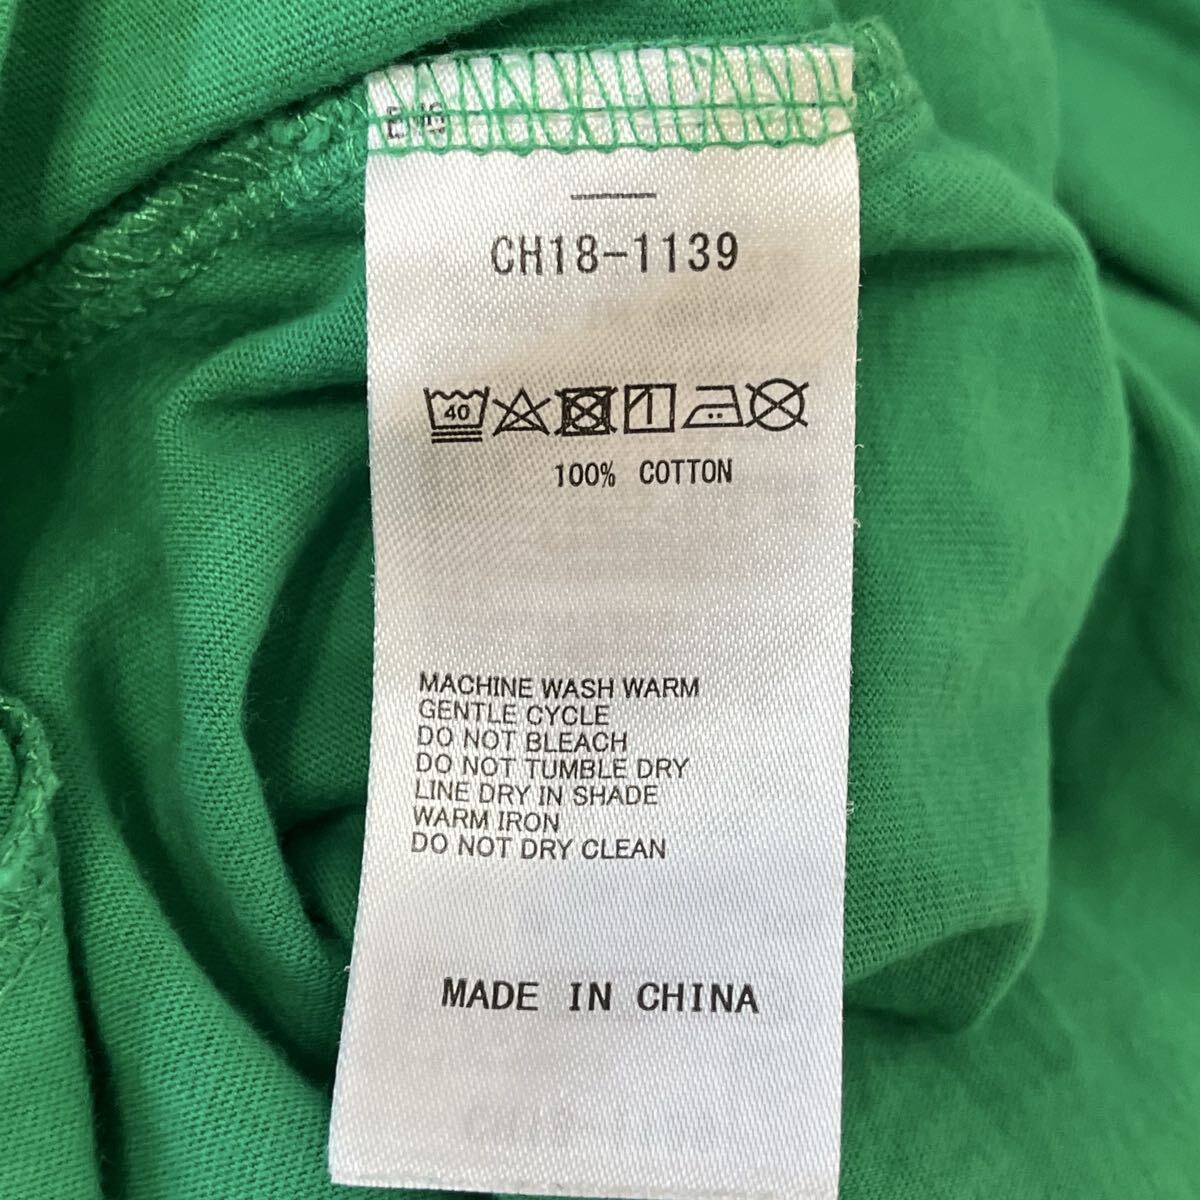 CH18-1139
40
100% COTTON
MACHINE WASH WARM
GENTLE CYCLE
DO NOT BLEACH
DO NOT TUMBLE DRY
LINE DRY IN SHADE
WARM IRON
DO NOT DRY CLEAN
MADE IN CHINA